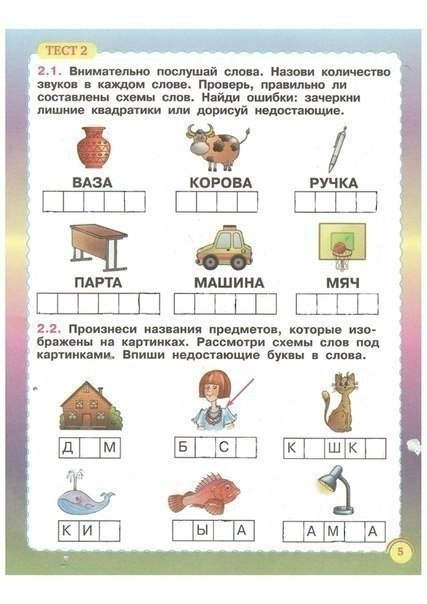 ТЕСТ 2
2.1. Внимательно послушай слова. Назови количество
звуков в каждом слове. Проверь, правильно ли
составлены схемы слов. Найди ошибки: зачеркни
лишние квадратики или дорисуй недостающие.
ВАЗА КОРОВА РУЧКА
ПАРТА МАШИНА МЯЧ
2.2. Произнеси названия предметов, которые изо-
бражены на картинках. Рассмотри схемы слов под
картинками. Впиши недостающие буквы в слова.
Д М Б С К ШК
КИ Ы А АМ А
5